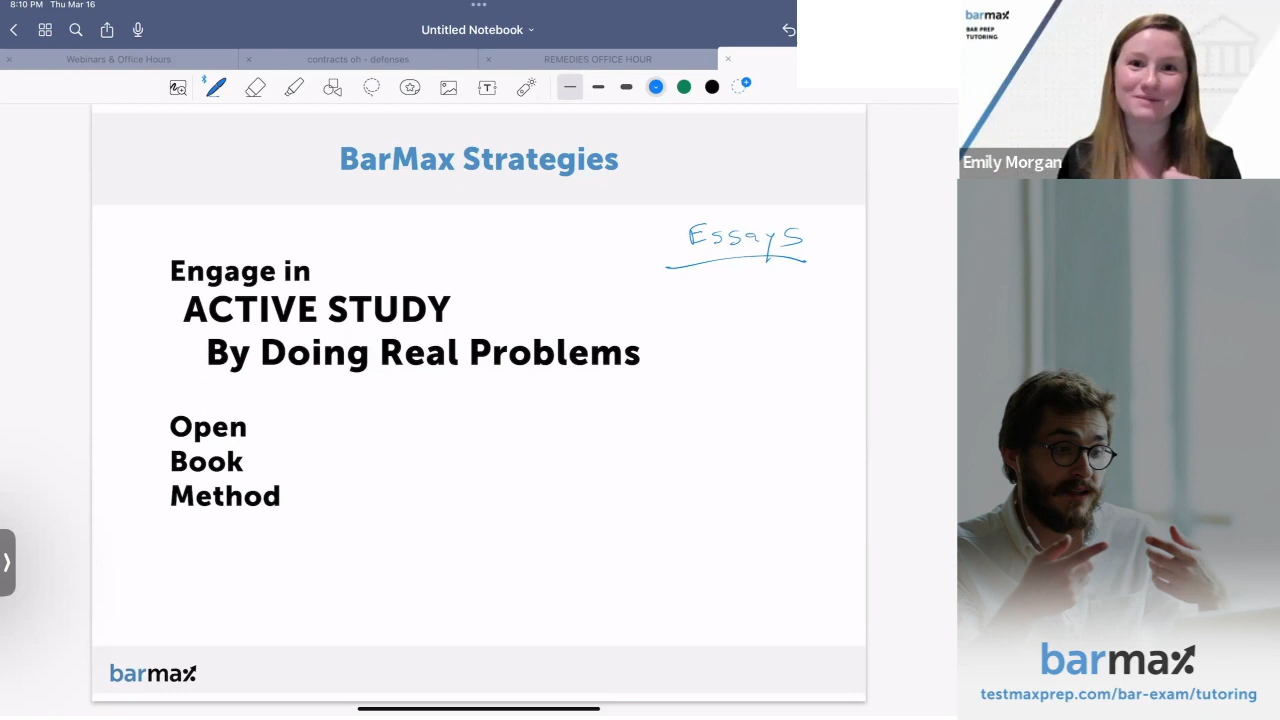 8:10 PM Thu Mar 16
Untitled Notebook
Webinars & Office Hours
contracts oh - defenses
REMEDIES OFFICE HOUR
BarMax Strategies
Essays
Engage in
ACTIVE STUDY
By Doing Real Problems
Open
Book
Method
barmax
barmax
BAR PREP
TUTORING
Emily Morgan
barmax
testmaxprep.com/bar-exam/tutoring